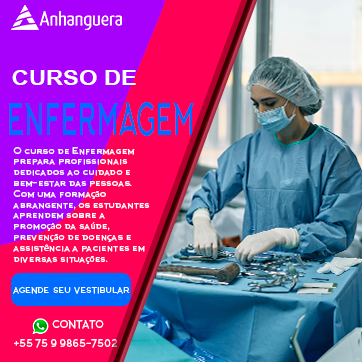 Anhanguera
CURSO DE
ENFERMAGEM
O curso de Enfermagem
prepara profissionais
dedicados ao cuidado e
bem-estar das pessoas.
Com uma formação
abrangente, os estudantes
aprendem sobre a
promoção da saúde,
prevenção de doenças e
assistência a pacientes em
diversas situações.
AGENDE SEU VESTIBULAR
CONTATO
+55 75 9 9865-7502